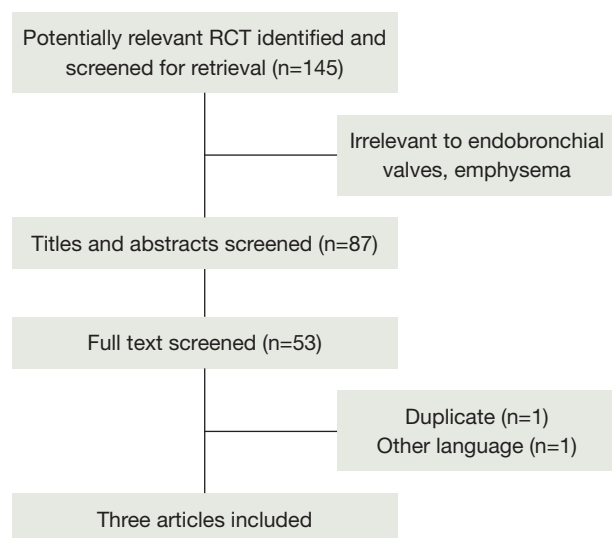 Potentially relevant RCT identified and
screened for retrieval (n=145)
Irrelevant to endobronchial
valves, emphysema
Titles and abstracts screened (n=87)
Full text screened (n=53)
Duplicate (n=1)
Other language (n=1)
Three articles included